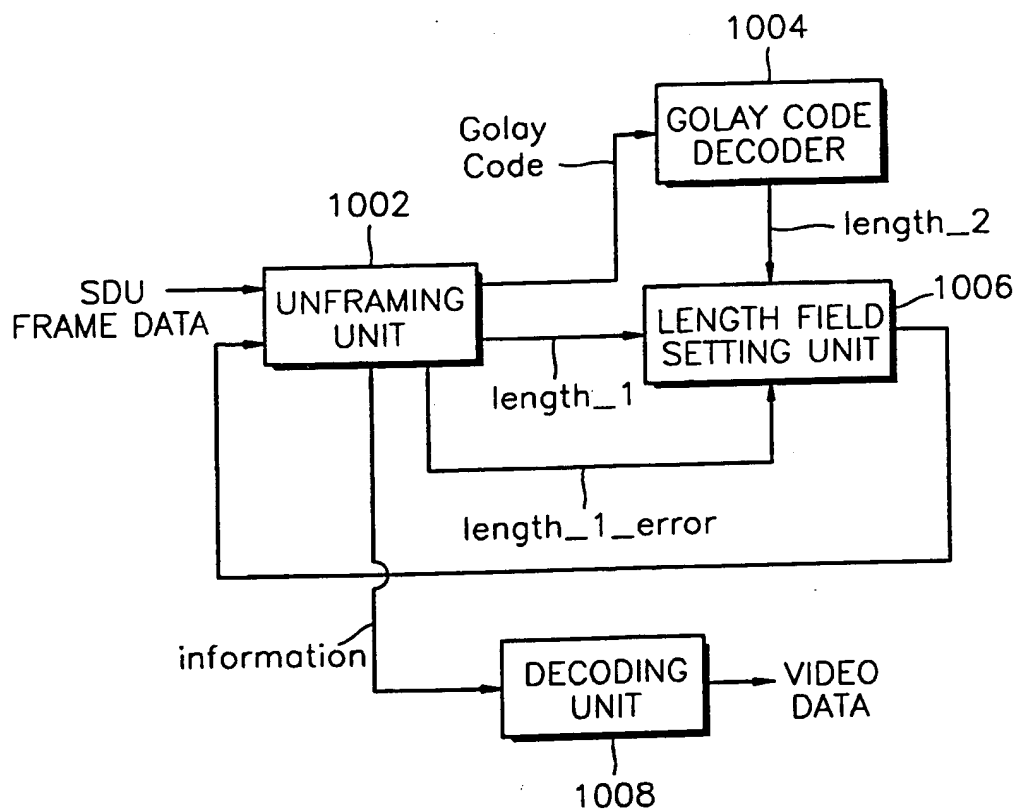 1004
GOLAY CODE
DECODER
Golay
Code
length_2
1002
SDU
FRAME DATA
UNFRAMING
UNIT
1006
LENGTH FIELD
SETTING UNIT
length_1
length_1_error
information
DECODING
UNIT
VIDEO
DATA
1008